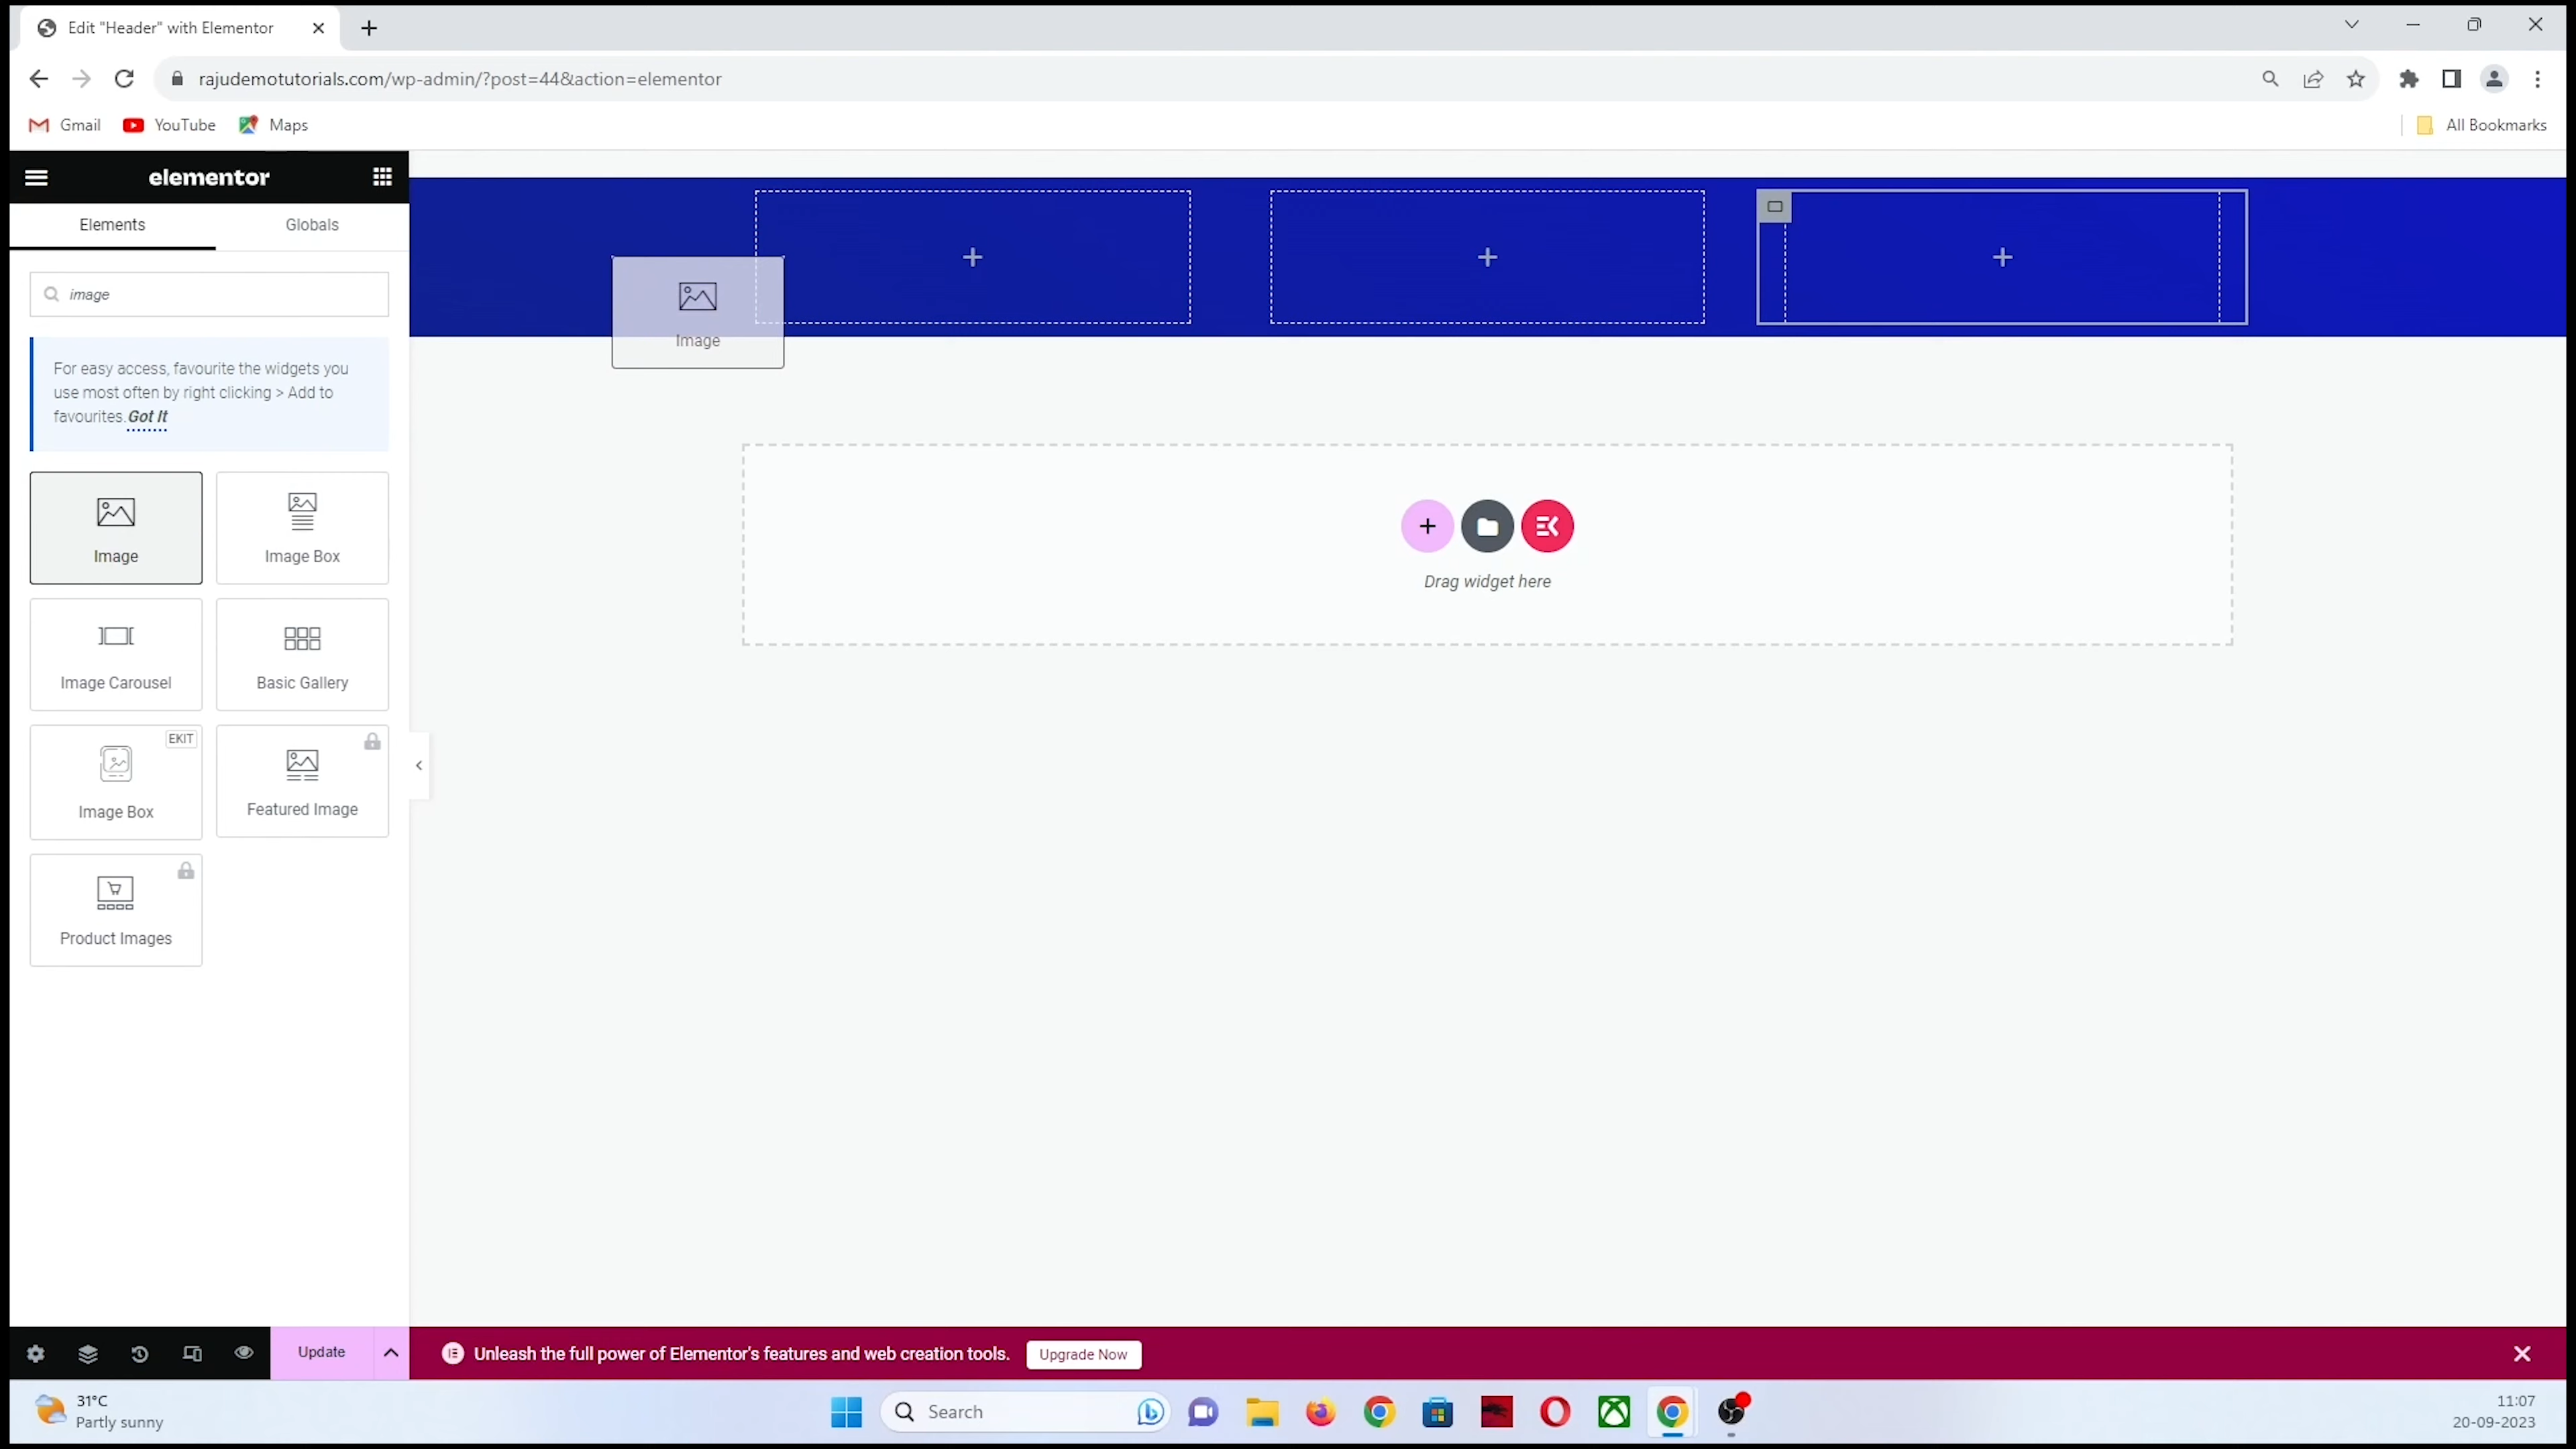 Edit "Header" with Elementor
rajudemotutorials.com/wp-admin/?post=44&action=elementor
Gmail
YouTube
Maps
All Bookmarks
elementor
Elements
Globals
image
For easy access, favourite the widgets you
use most often by right clicking > Add to
favourites. Got It
Image
Image Box
Image Carousel
Basic Gallery
EKIT
Image Box
Featured Image
Product Images
Image
Drag widget here
Update
Unleash the full power of Elementor's features and web creation tools.
Upgrade Now
31°C
Partly sunny
Search
11:07
20-09-2023